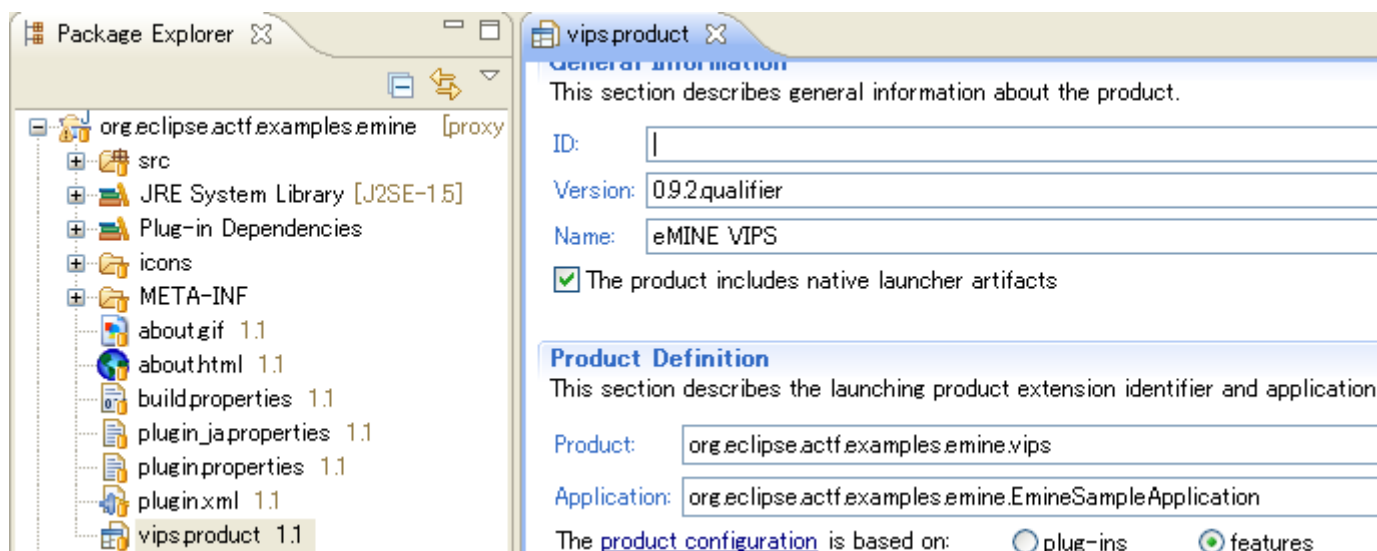 Package Explorer
org.eclipse.actf.examples.emine [proxy
src
JRE System Library [J2SE-1.5]
Plug-in Dependencies
icons
META-INF
about.gif 1.1
about.html 1.1
build.properties 1.1
plugin_ja.properties 1.1
plugin.properties 1.1
plugin.xml 1.1
vips.product 1.1
vips.product
General Information
This section describes general information about the product.
ID:
Version: 0.9.2.qualifier
Name: eMINE VIPS
The product includes native launcher artifacts
Product Definition
This section describes the launching product extension identifier and application
Product: org.eclipse.actf.examples.emine.vips
Application: org.eclipse.actf.examples.emine.EmineSampleApplication
The product configuration is based on: plug-ins features